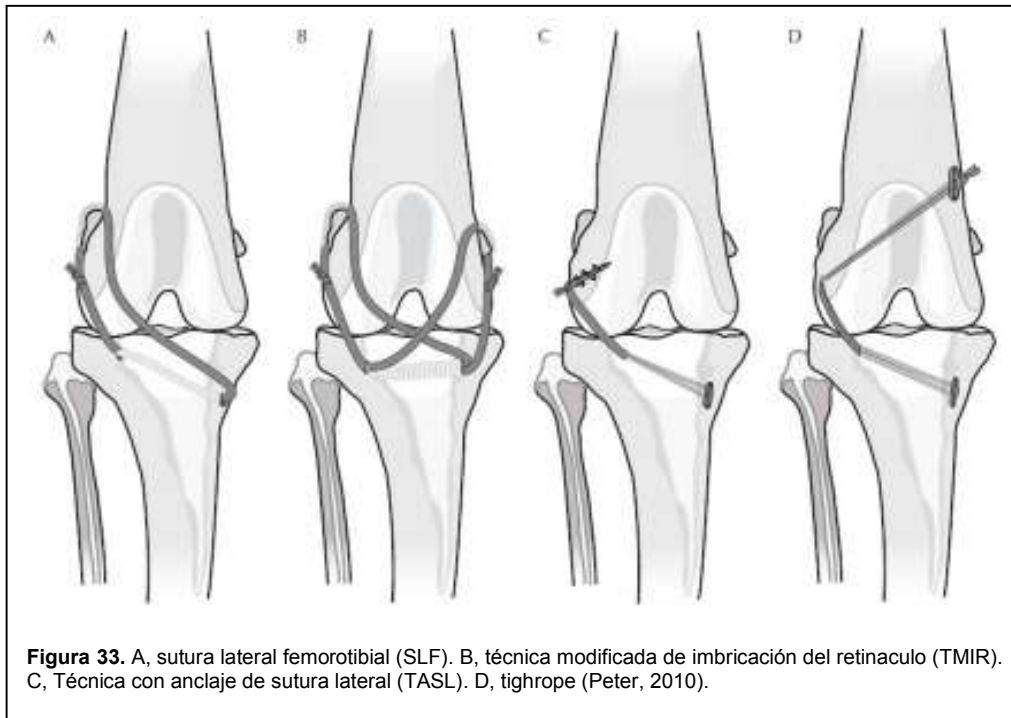 A B C D
Figura 33. A, sutura lateral femorotibial (SLF). B, técnica modificada de imbricación del retinaculo (TMIR).
C, Técnica con anclaje de sutura lateral (TASL). D, tighrope (Peter, 2010).